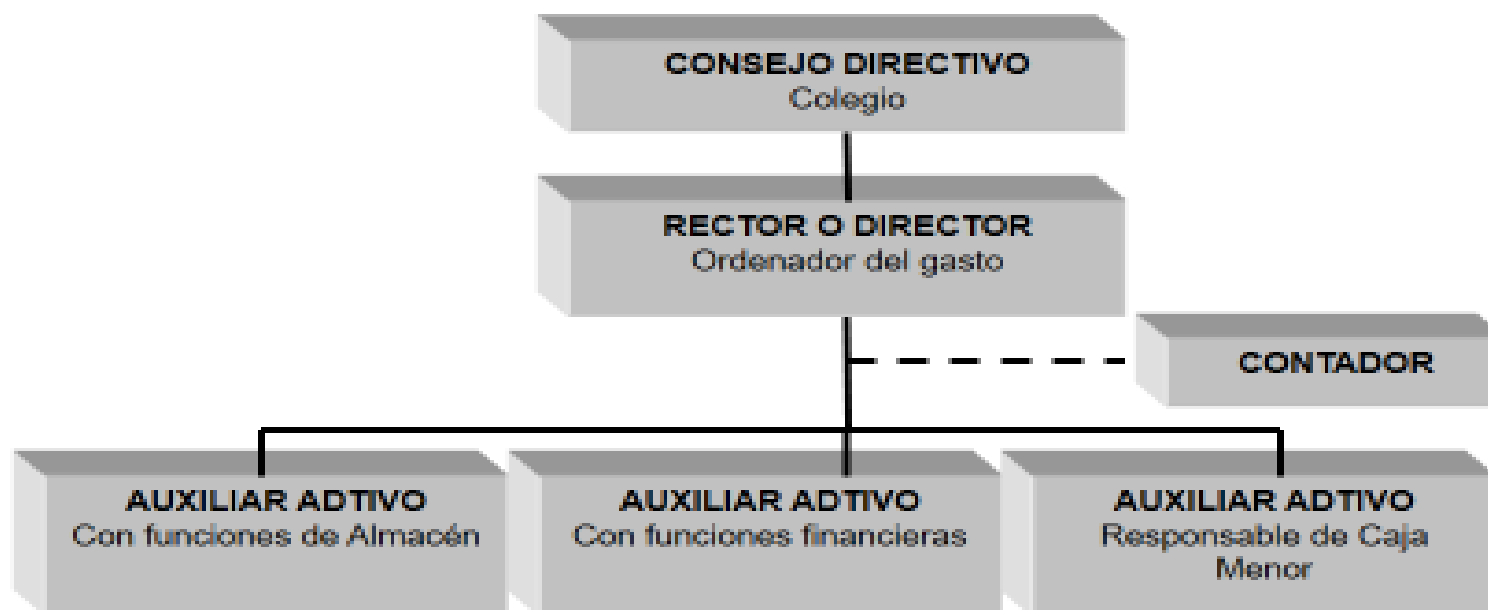 CONSEJO DIRECTIVO
Colegio
RECTOR O DIRECTOR
Ordenador del gasto
CONTADOR
AUXILIAR ADTIVO
Con funciones de Almacén
AUXILIAR ADTIVO
Con funciones financieras
AUXILIAR ADTIVO
Responsable de Caja
Menor